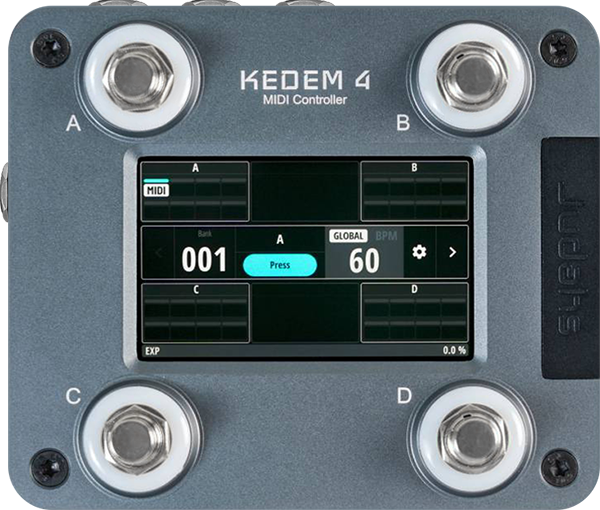 KEDEM 4
MIDI Controller
A
B
A
B
MIDI
Bank
001
A
Press
GLOBAL BPM
60
C
D
EXP
0.0 %
C
D